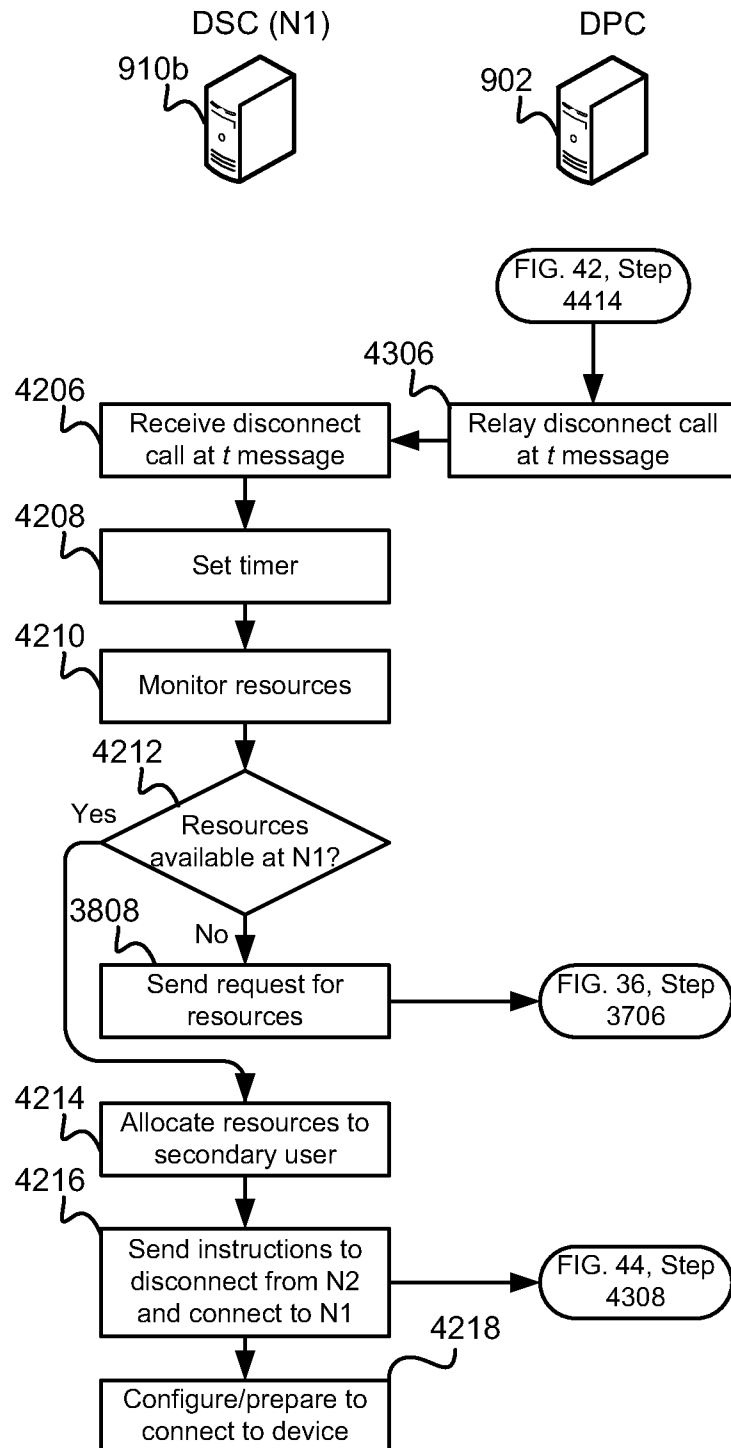 DSC (N1)
DPC
910b
902
FIG. 42, Step
4414
4306
4206
Receive disconnect
call at t message
Relay disconnect call
at t message
4208
Set timer
4210
Monitor resources
4212
Yes
Resources
available at N1?
3808
No
Send request for
resources
FIG. 36, Step
3706
4214
Allocate resources to
secondary user
4216
Send instructions to
disconnect from N2
and connect to N1
FIG. 44, Step
4308
4218
Configure/prepare to
connect to device